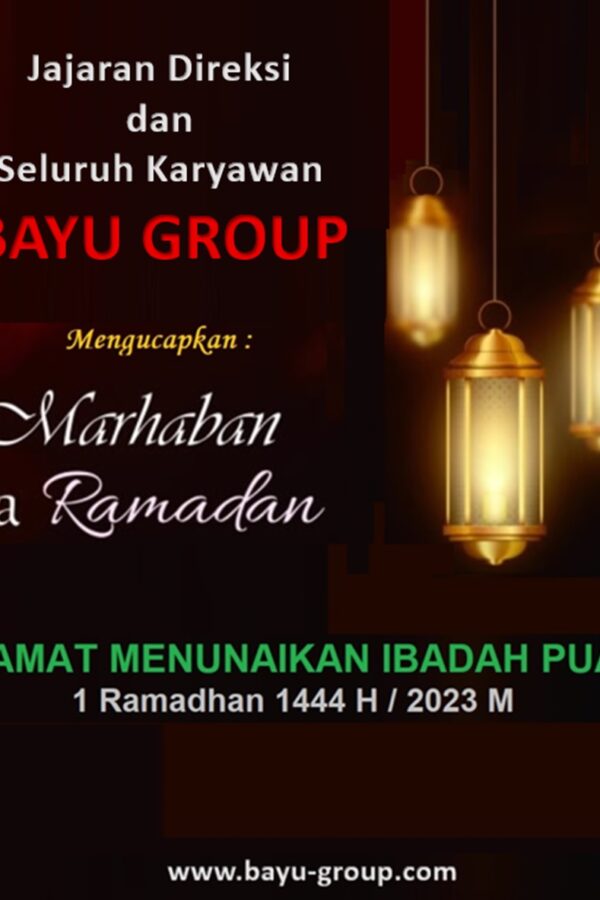 Jajaran Direksi
dan
Seluruh Karyawan
BAYU GROUP
Mengucapkan :
Marhaban
a Ramadan
AMAT MENUNAIKAN IBADAH PUA
1 Ramadhan 1444 H / 2023 M
www.bayu-group.com